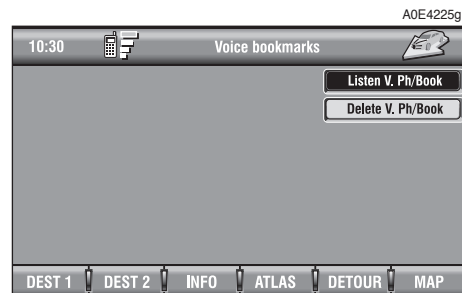 A0E4225g
10:30 Voice bookmarks
Listen V. Ph/Book
Delete V. Ph/Book
DEST 1 DEST 2 INFO ATLAS DETOUR MAP